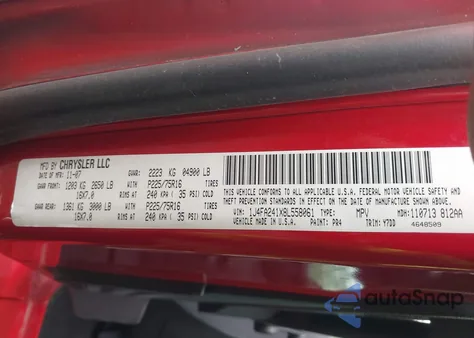 MFD BY CHRYSLER LLC
DATE OF MFR 11-07 GVWR: 2223 KG 04900 LB
GAWR FRONT: 1203 KG 2650 LB WITH P225/75R16 TIRES
16X7.0 RIMS AT 240 KPA ( 35 PSI) COLD
GAWR REAR: 1361 KG 3000 LB WITH P225/75R16 TIRES
16X7.0 RIMS AT 240 KPA ( 35 PSI) COLD
THIS VEHICLE CONFORMS TO ALL APPLICABLE U.S.A. FEDERAL MOTOR VEHICLE SAFETY AND
THEFT PREVENTION STANDARDS IN EFFECT ON THE DATE OF MANUFACTURE SHOWN ABOVE.
VIN: 1J4FA241X8L558061 TYPE: MPV MDH:110713 812AA
VEHICLE MADE IN U.S.A. PAINT: PR4 TRIM: Y7DD 4648509
autoSnap